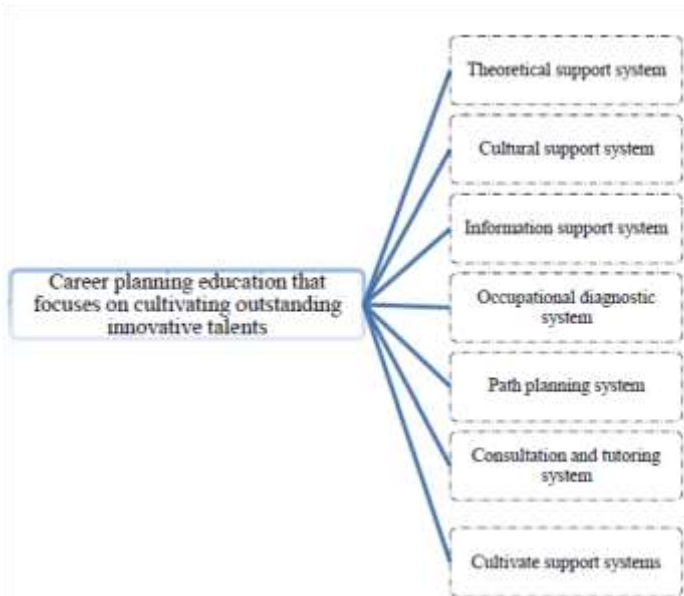 Theoretical support system
Cultural support system
Information support system
Career planning education that
focuses on cultivating outstanding
innovative talents
Occupational diagnostic
system
Path planning system
Consultation and tutoring
system
Cultivate support systems